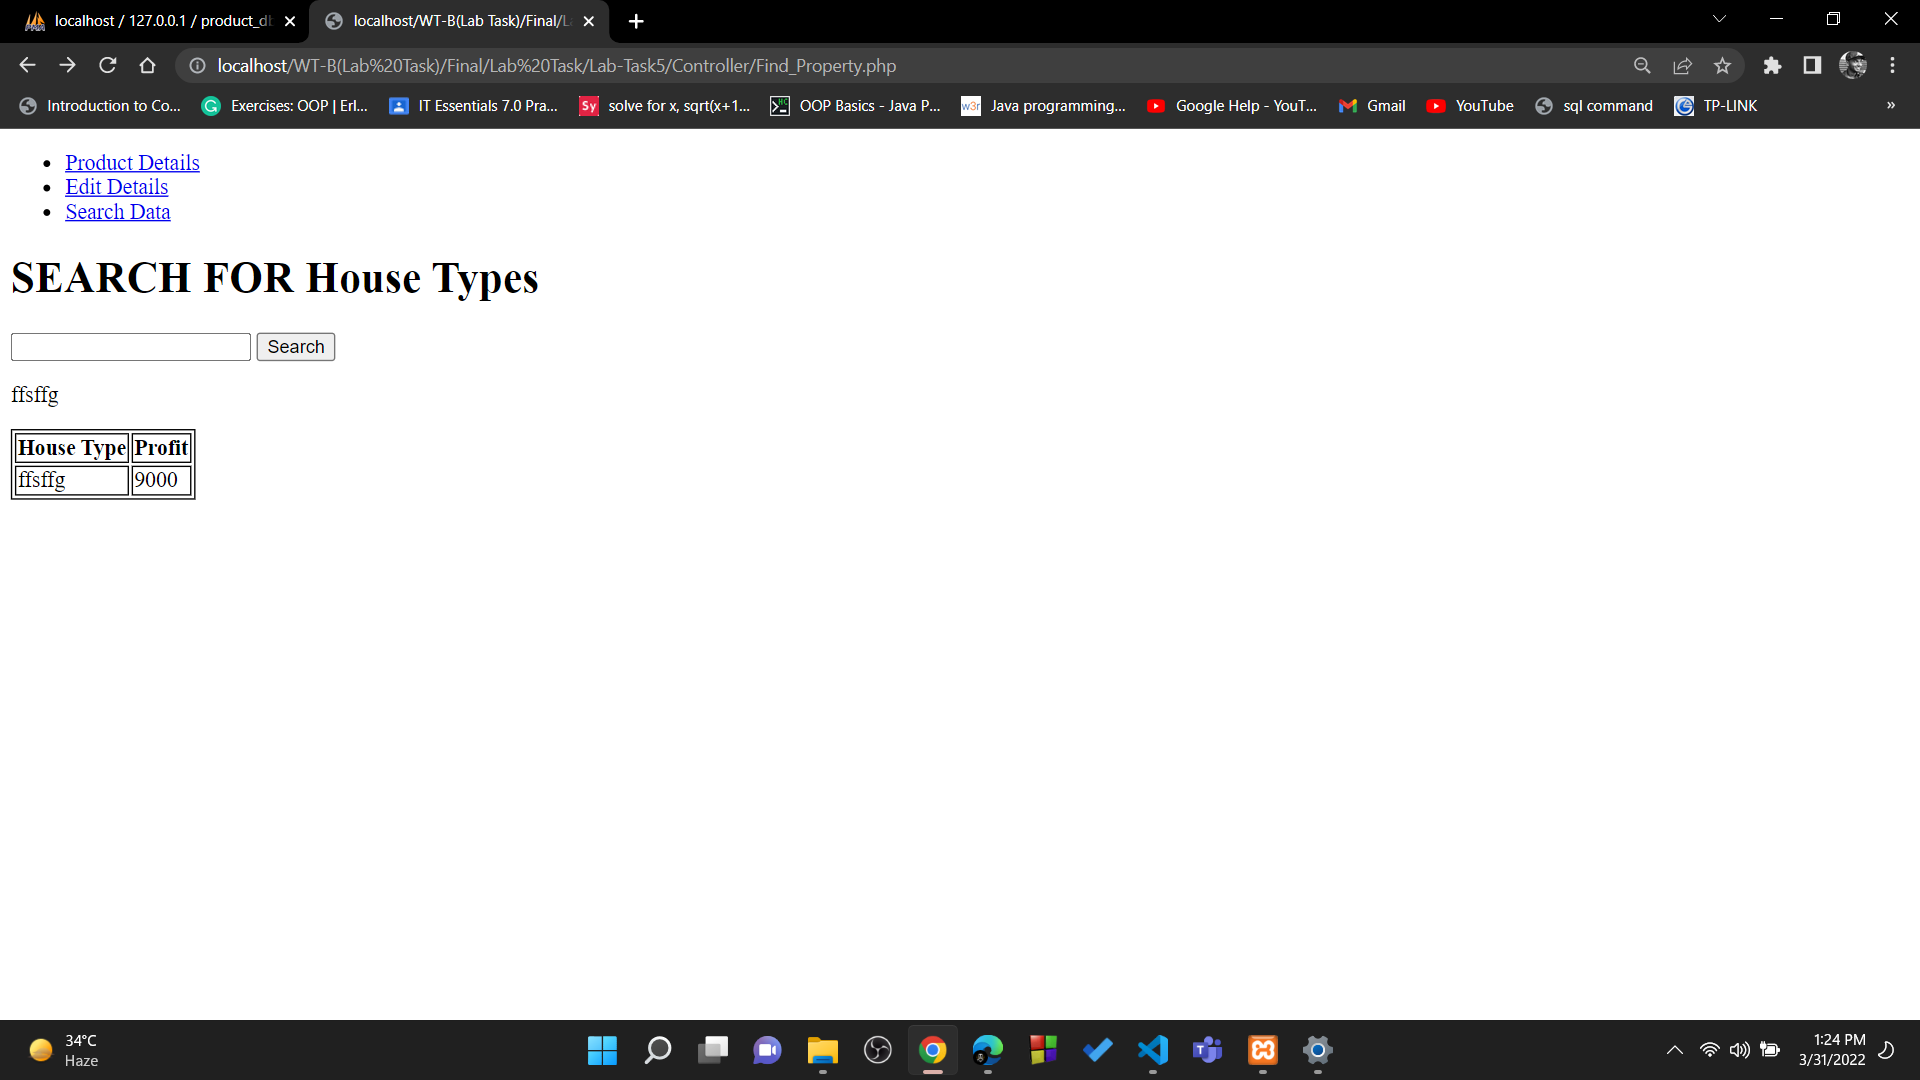 localhost / 127.0.0.1 / product_db
localhost/WT-B(Lab Task)/Final/La
localhost/WT-B(Lab%20Task)/Final/Lab%20Task/Lab-Task5/Controller/Find_Property.php
Introduction to Co... Exercises: OOP | Erl... IT Essentials 7.0 Pra... Sy solve for x, sqrt(x+1... OOP Basics - Java P... w3r Java programming... Google Help - YouT... Gmail YouTube sql command TP-LINK »
• Product Details
• Edit Details
• Search Data
SEARCH FOR House Types
Search
ffsffg
House Type Profit
ffsffg 9000
34°C
Haze
1:24 PM
3/31/2022